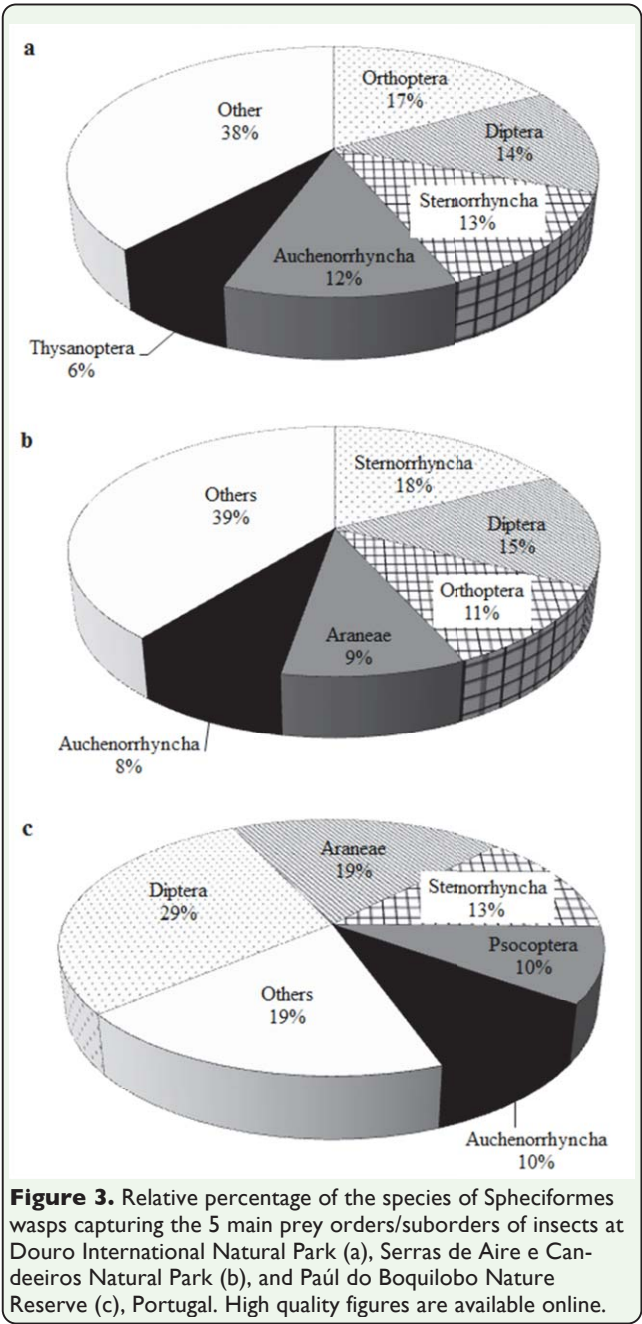 a
Orthoptera
17%
Other
38%
Diptera
14%
Sternorrhyncha
13%
Auchenorrhyncha
12%
Thysanoptera
6%
b
Sternorrhyncha
18%
Others
39%
Diptera
15%
Orthoptera
11%
Araneae
9%
Auchenorrhyncha
8%
c
Araneae
19%
Diptera
29%
Sternorrhyncha
13%
Psocoptera
10%
Others
19%
Auchenorrhyncha
10%
Figure 3. Relative percentage of the species of Spheciformes
wasps capturing the 5 main prey orders/suborders of insects at
Douro International Natural Park (a), Serras de Aire e Can-
deeiros Natural Park (b), and Paúl do Boquilobo Nature
Reserve (c), Portugal. High quality figures are available online.